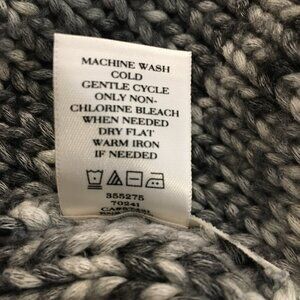 MACHINE WASH
COLD
GENTLE CYCLE
ONLY NON-
CHLORINE BLEACH
WHEN NEEDED
DRY FLAT
WARM IRON
IF NEEDED
355275
70241